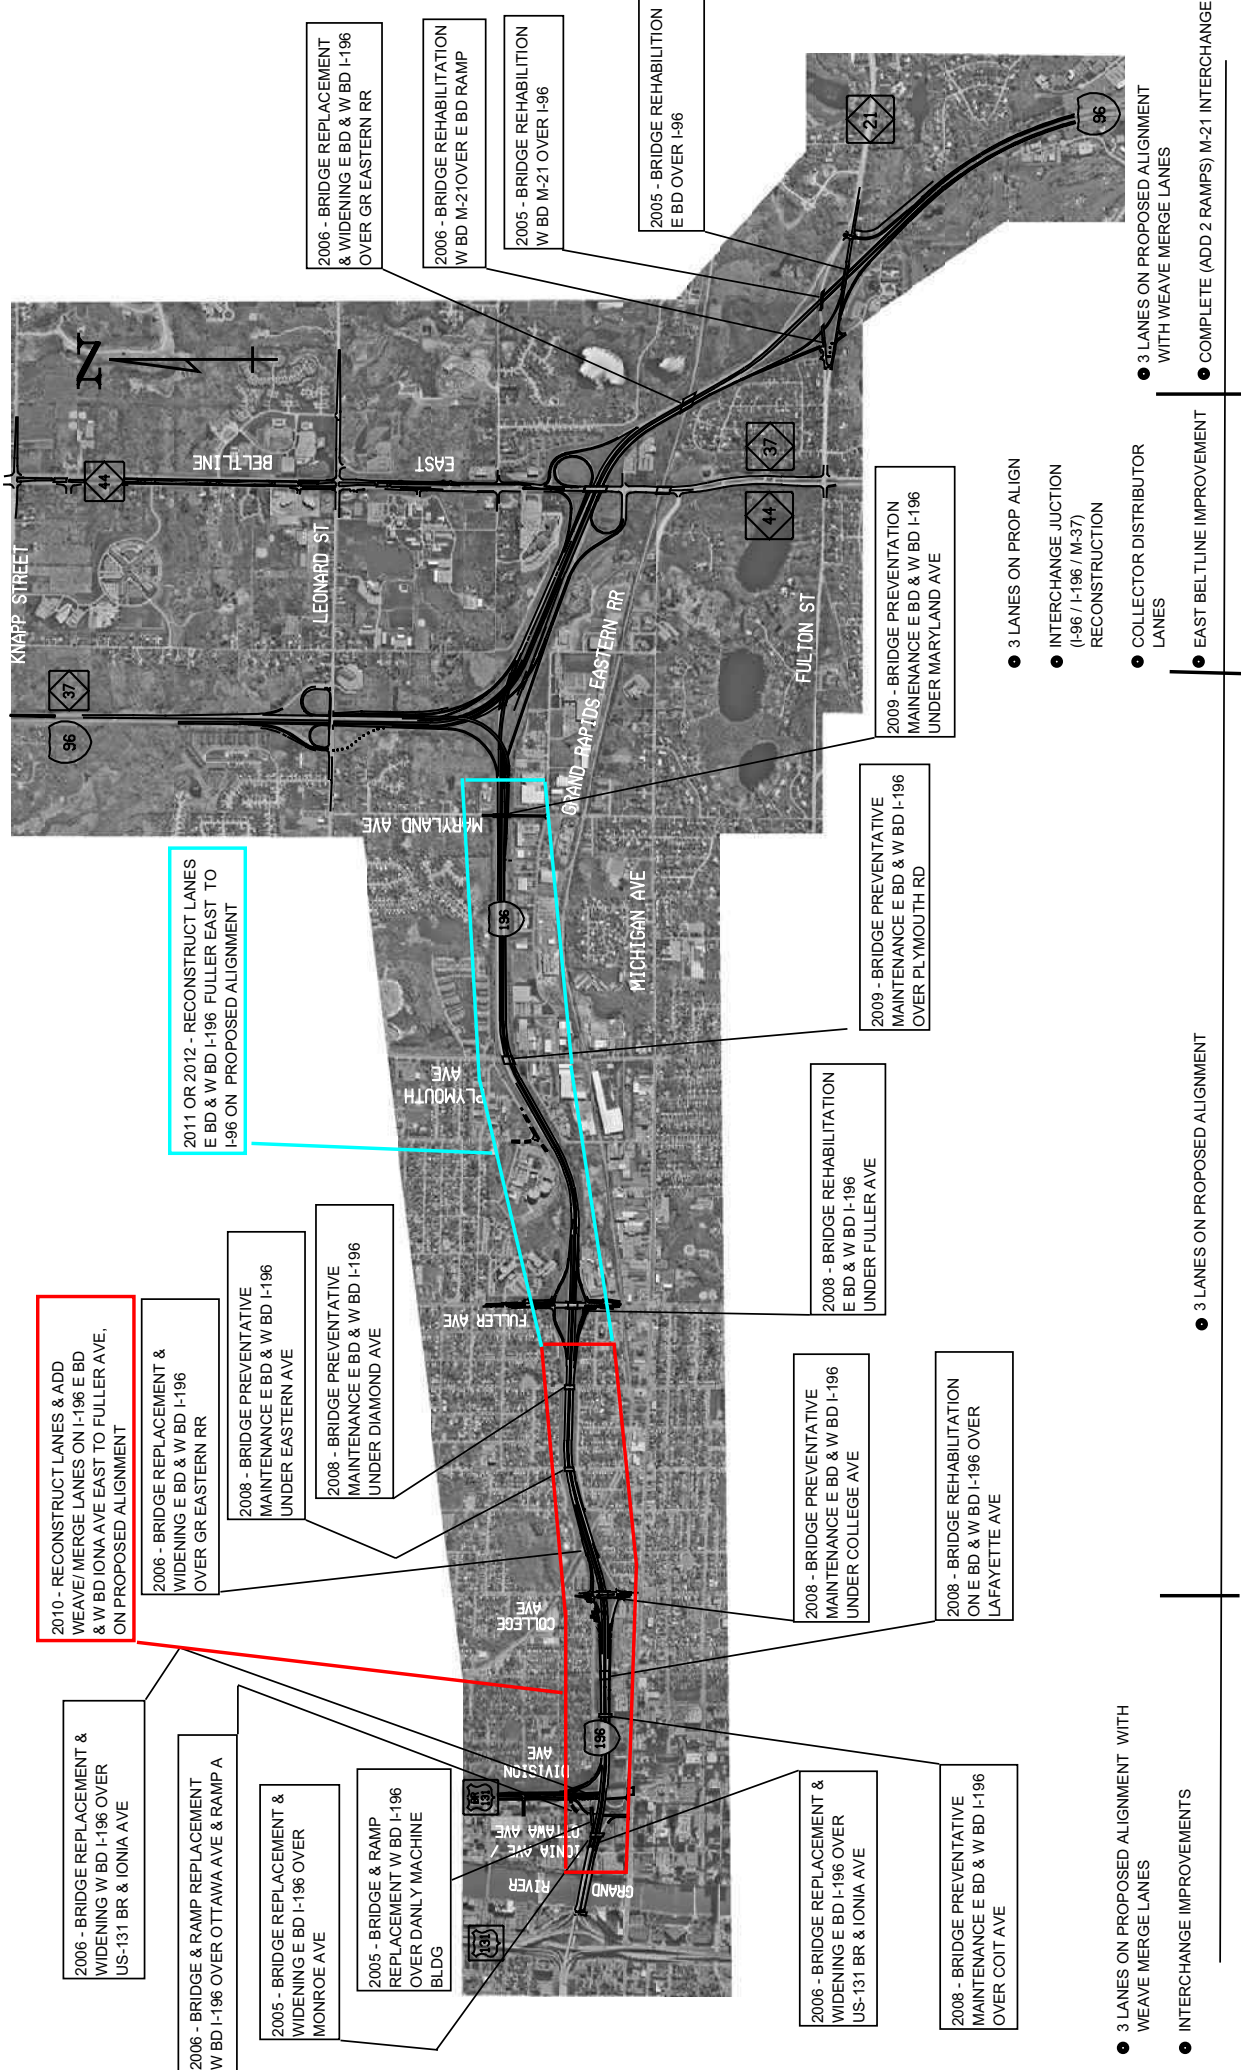 2006 - BRIDGE REPLACEMENT &
WIDENING W BD I-196 OVER
US-131 BR & IONIA AVE
2006 - BRIDGE & RAMP REPLACEMENT
W BD I-196 OVER OTTAWA AVE & RAMP A
2005 - BRIDGE REPLACEMENT &
WIDENING E BD I-196 OVER
MONROE AVE
2005 - BRIDGE & RAMP
REPLACEMENT W BD I-196
OVER DANLY MACHINE
BLDG
2010 - RECONSTRUCT LANES & ADD
WEAVE/ MERGE LANES ON I-196 E BD
& W BD IONA AVE EAST TO FULLER AVE,
ON PROPOSED ALIGNMENT
2006 - BRIDGE REPLACEMENT &
WIDENING E BD & W BD I-196
OVER GR EASTERN RR
2008 - BRIDGE PREVENTATIVE
MAINTENANCE E BD & W BD I-196
UNDER EASTERN AVE
2008 - BRIDGE PREVENTATIVE
MAINTENANCE E BD & W BD I-196
UNDER DIAMOND AVE
2011 OR 2012 - RECONSTRUCT LANES
E BD & W BD I-196 FULLER EAST TO
I-96 ON PROPOSED ALIGNMENT
2006 - BRIDGE REPLACEMENT
& WIDENING E BD & W BD I-196
OVER GR EASTERN RR
2006 - BRIDGE REHABILITATION
W BD M-21OVER E BD RAMP
2005 - BRIDGE REHABILITION
W BD M-21 OVER I-96
2005 - BRIDGE REHABILITION
E BD OVER I-96
N
KNAPP STREET
LEONARD ST
BELTLINE
EAST
44
96
37
MARYLAND AVE
GRAND RAPIDS EASTERN RR
FULTON ST
44
37
21
96
196
MICHIGAN AVE
PLYMOUTH
AVE
FULLER AVE
COLLEGE
AVE
196
DIVISION
AVE
BR
131
IONIA AVE /
OTTAWA AVE
GRAND
RIVER
131
2006 - BRIDGE REPLACEMENT &
WIDENING E BD I-196 OVER
US-131 BR & IONIA AVE
2008 - BRIDGE PREVENTATIVE
MAINTENANCE E BD & W BD I-196
OVER COIT AVE
2008 - BRIDGE PREVENTATIVE
MAINTENANCE E BD & W BD I-196
UNDER COLLEGE AVE
2008 - BRIDGE REHABILITATION
ON E BD & W BD I-196 OVER
LAFAYETTE AVE
2008 - BRIDGE REHABILITATION
E BD & W BD I-196
UNDER FULLER AVE
2009 - BRIDGE PREVENTATIVE
MAINTENANCE E BD & W BD I-196
OVER PLYMOUTH RD
2009 - BRIDGE PREVENTATION
MAINENANCE E BD & W BD I-196
UNDER MARYLAND AVE
● 3 LANES ON PROPOSED ALIGNMENT WITH
WEAVE MERGE LANES
● INTERCHANGE IMPROVEMENTS
● 3 LANES ON PROPOSED ALIGNMENT
● 3 LANES ON PROP ALIGN
● INTERCHANGE JUCTION
(I-96 / I-196 / M-37)
RECONSTRUCTION
● COLLECTOR DISTRIBUTOR
LANES
● EAST BELTLINE IMPROVEMENT
● 3 LANES ON PROPOSED ALIGNMENT
WITH WEAVE MERGE LANES
● COMPLETE (ADD 2 RAMPS) M-21 INTERCHANGE